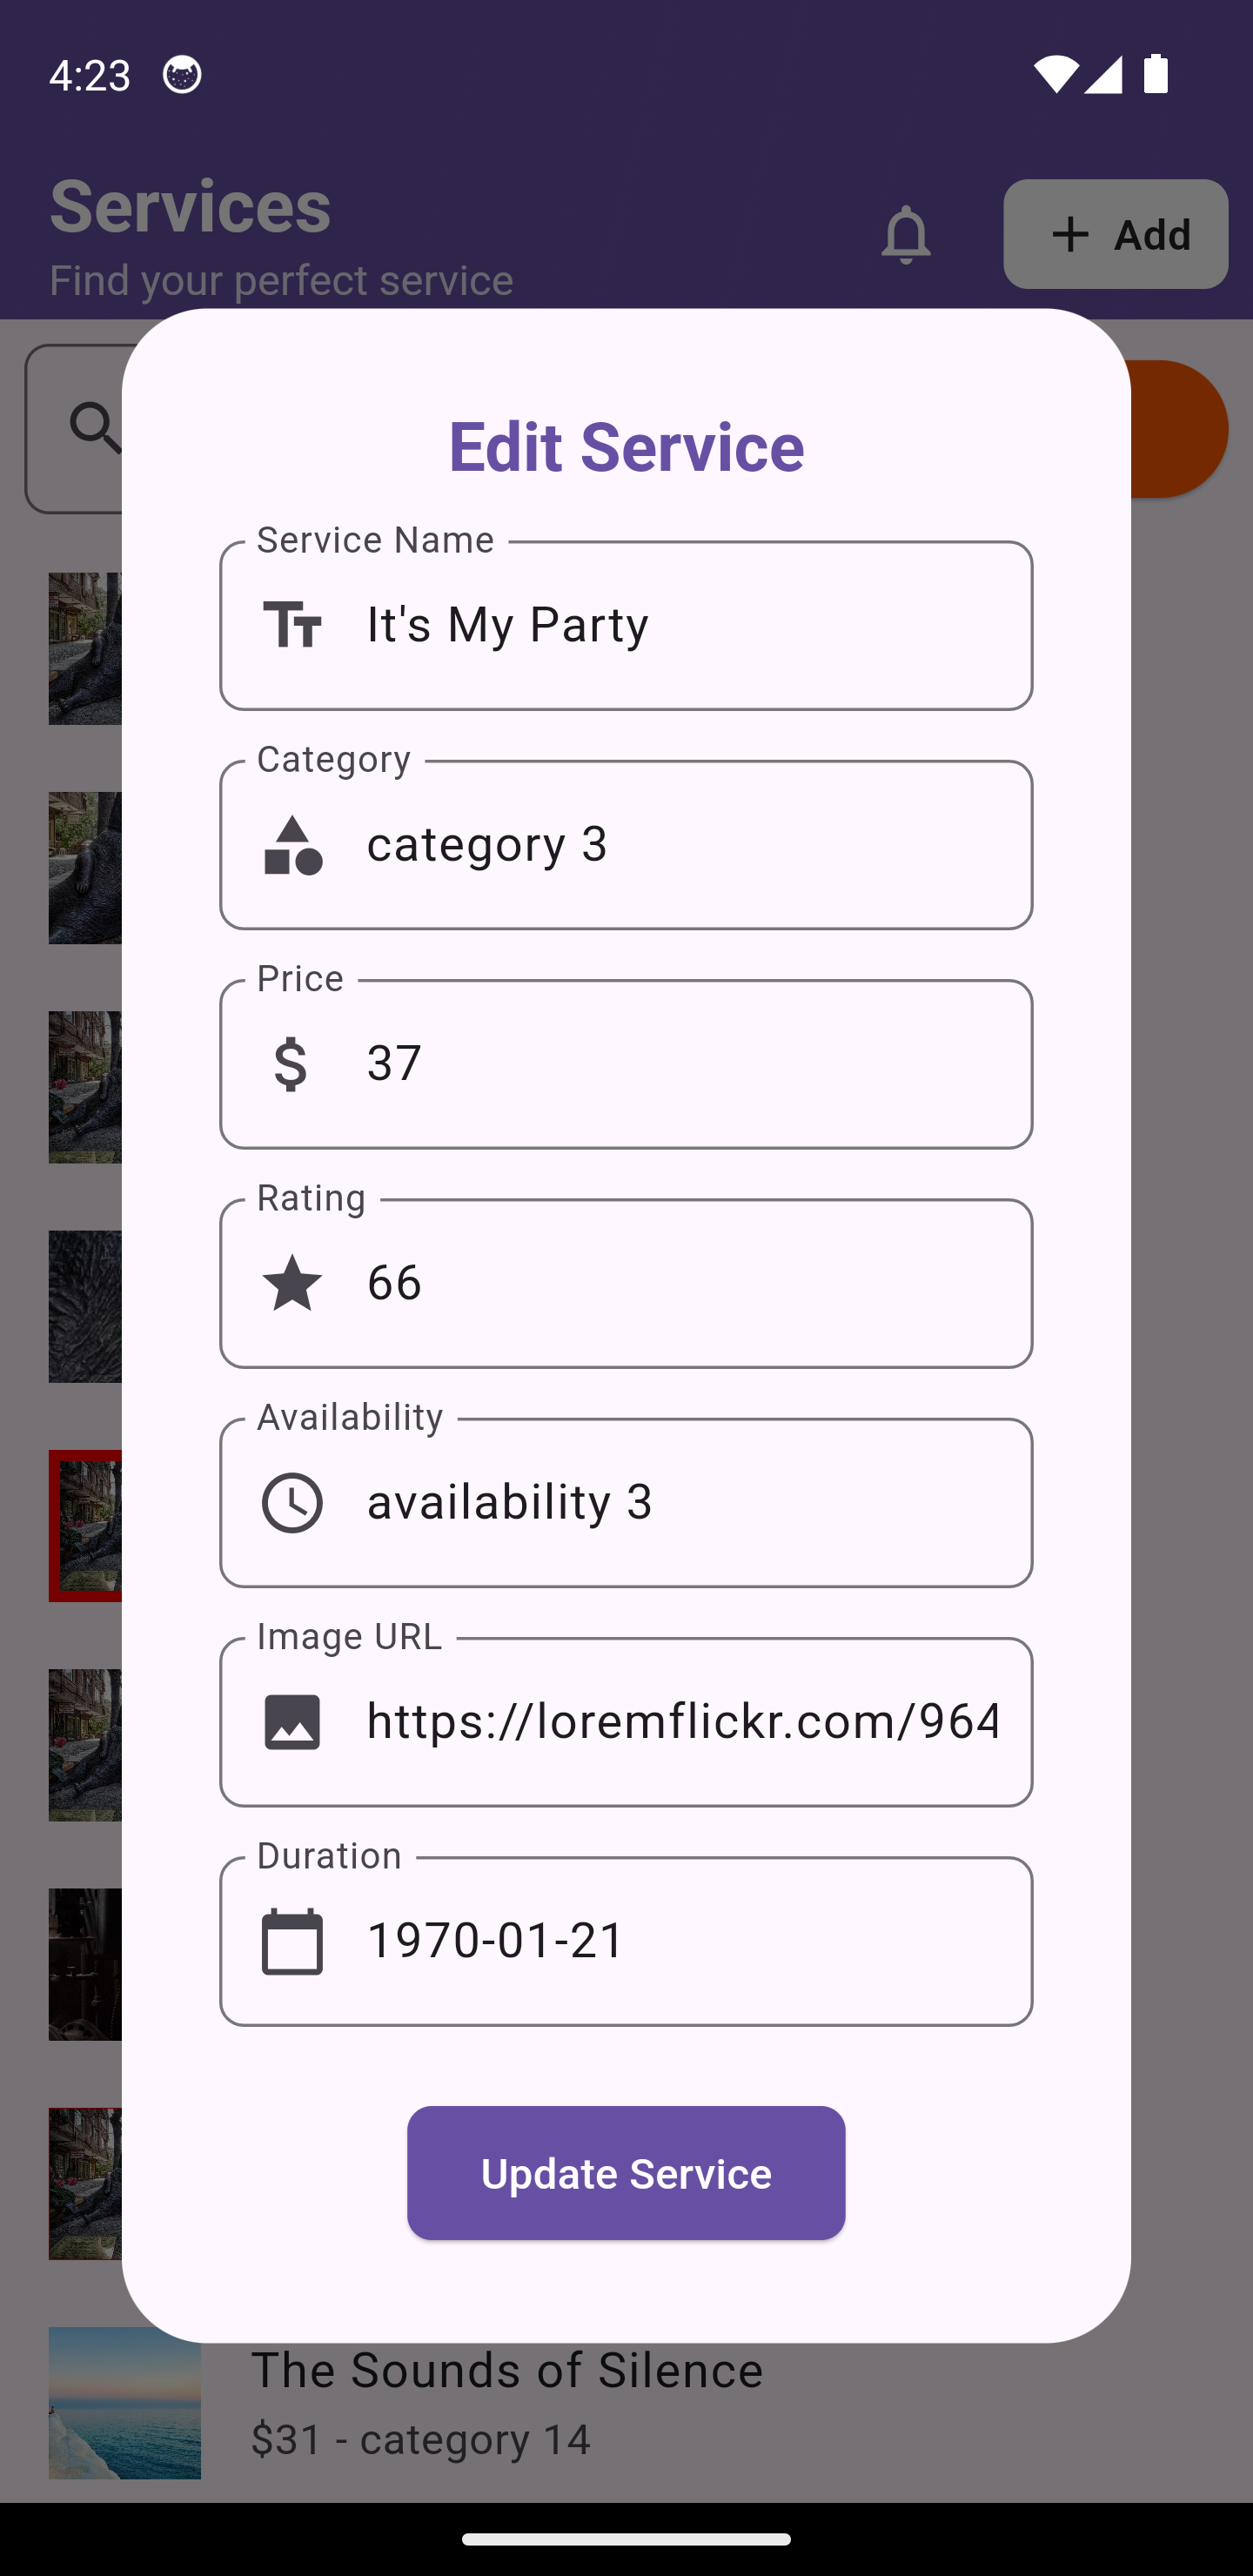 4:23
Services
Find your perfect service
Add
Edit Service
Service Name
It's My Party
Category
category 3
Price
37
Rating
66
Availability
availability 3
Image URL
https://loremflickr.com/964
Duration
1970-01-21
Update Service
The Sounds of Silence
$31 - category 14